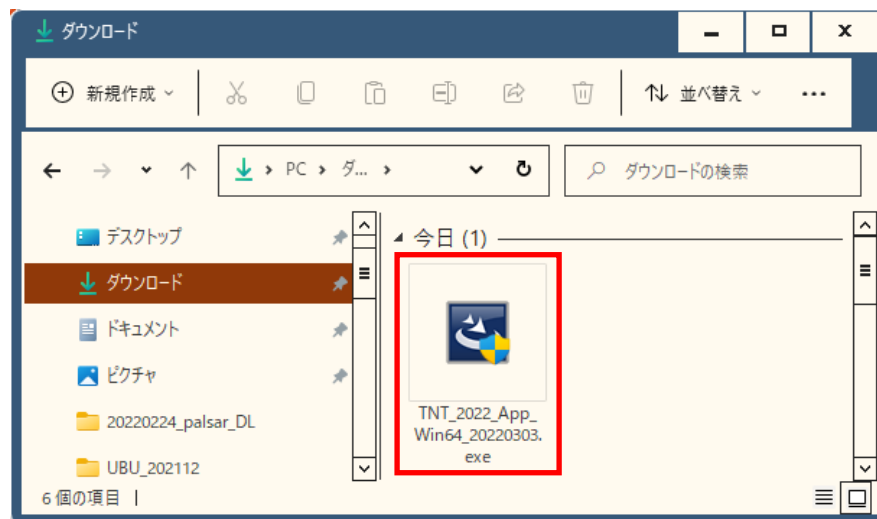 ダウンロード
新規作成
並べ替え
PC
ダ...
ダウンロードの検索
デスクトップ
ダウンロード
ドキュメント
ピクチャ
20220224_palsar_DL
UBU_202112
今日 (1)
TNT_2022_App_
Win64_20220303.
exe
6 個の項目